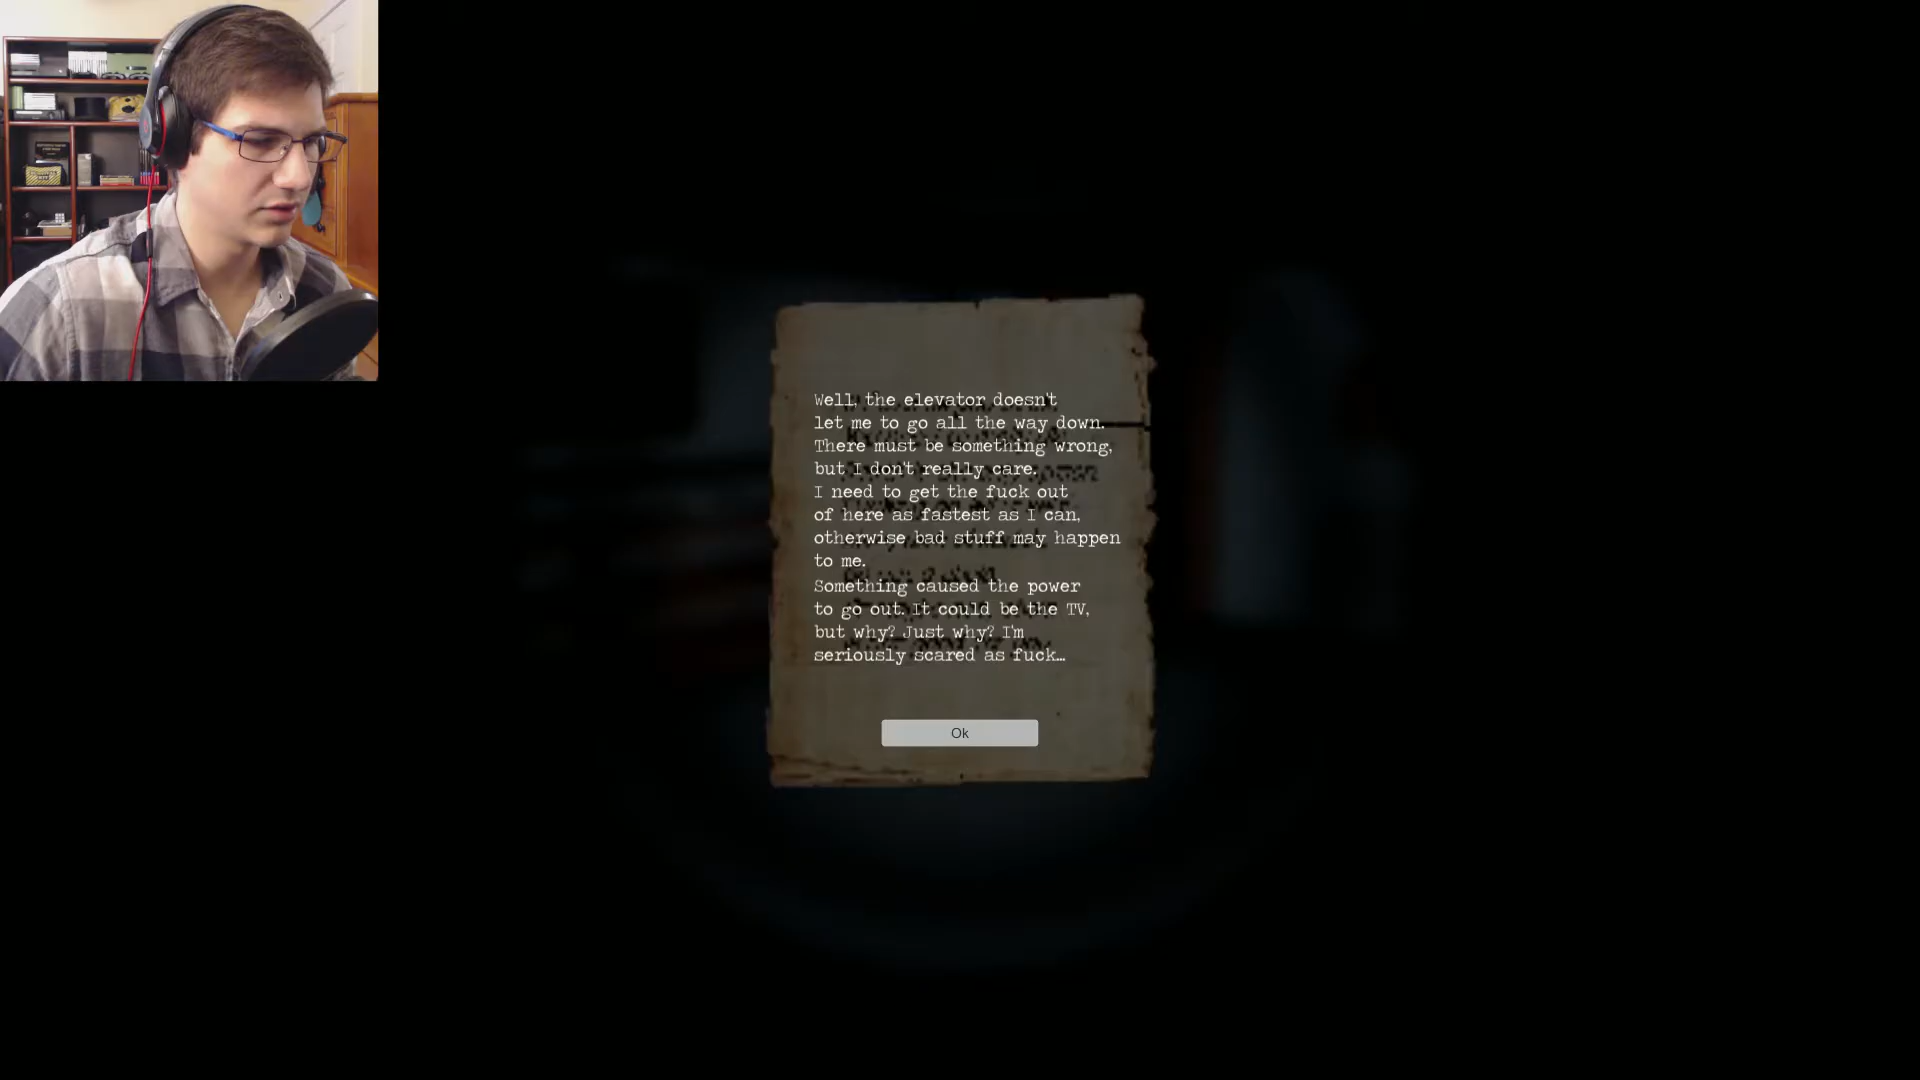 Well, the elevator doesn't
let me to go all the way down.
There must be something wrong,
but I don't really care.
I need to get the fuck out
of here as fastest as I can,
otherwise bad stuff may happen
to me.
Something caused the power
to go out. It could be the TV,
but why? Just why? I'm
seriously scared as fuck...
Ok